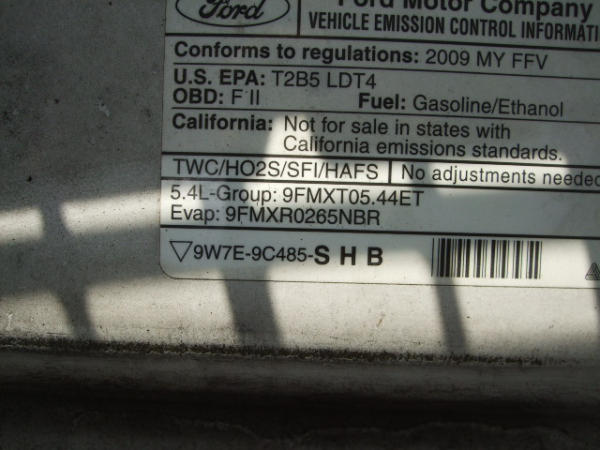 Ford
Ford Motor Company
VEHICLE EMISSION CONTROL INFORMATI
Conforms to regulations: 2009 MY FFV
U.S. EPA: T2B5 LDT4
OBD: F II Fuel: Gasoline/Ethanol
California: Not for sale in states with
California emissions standards.
TWC/HO2S/SFI/HAFS No adjustments needed
5.4L-Group: 9FMXT05.44ET
Evap: 9FMXR0265NBR
9W7E-9C485-SHB